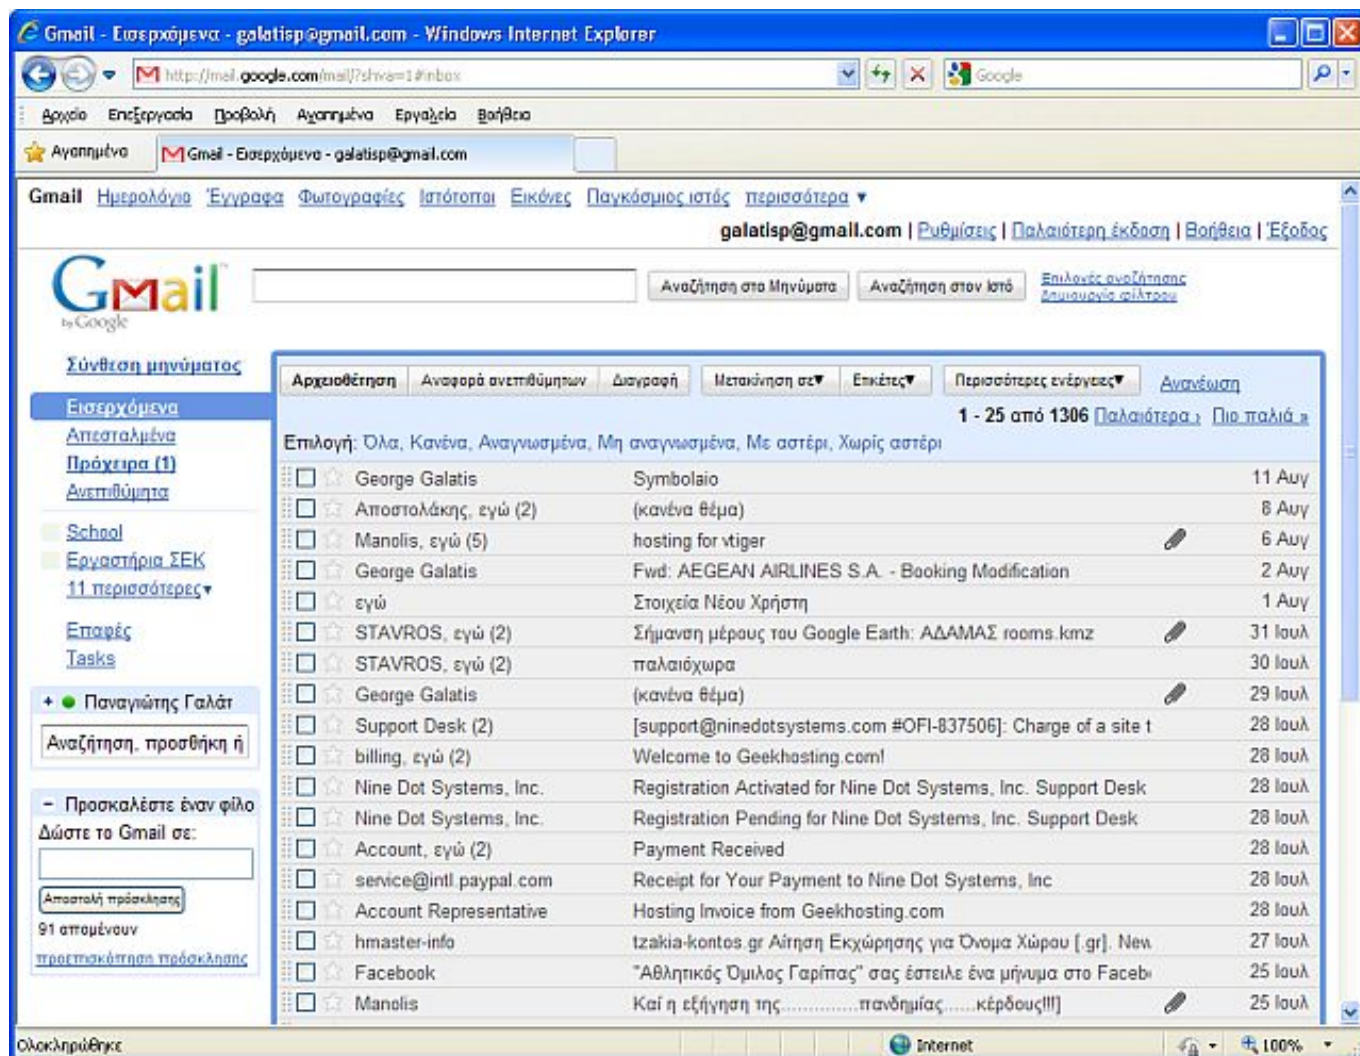 Gmail - Εισερχόμενα - galatisp@gmail.com - Windows Internet Explorer
http://mail.google.com/mail/?shva=1#inbox
Google
Αρχείο Επεξεργασία Προβολή Αγαπημένα Εργαλεία Βοήθεια
Αγαπημένα Gmail - Εισερχόμενα - galatisp@gmail.com
Gmail Ημερολόγιο Έγγραφα Φωτογραφίες Ιστότοποι Εικόνες Παγκόσμιος ιστός περισσότερα ▼
galatisp@gmail.com | Ρυθμίσεις | Παλαιότερη έκδοση | Βοήθεια | Έξοδος
Gmail
by Google
Αναζήτηση στα Μηνύματα Αναζήτηση στον Ιστό
Επιλογές αναζήτησης
Δημιουργία φίλτρου
Σύνθεση μηνύματος
Εισερχόμενα
Απεσταλμένα
Πρόχειρα (1)
Ανεπιθύμητα
School
Εργαστήρια ΣΕΚ
11 περισσότερες▼
Επαφές
Tasks
+ Παναγιώτης Γαλάτ
Αναζήτηση, προσθήκη ή
– Προσκαλέστε έναν φίλο
Δώστε το Gmail σε:
Αποστολή πρόσκλησης
91 απομένουν
προεπισκόπηση πρόσκλησης
Αρχειοθέτηση Αναφορά ανεπιθύμητων Διαγραφή Μετακίνηση σε▼ Ετικέτες▼ Περισσότερες ενέργειες▼ Ανανέωση
1 - 25 από 1306 Παλαιότερα › Πιο παλιά »
Επιλογή: Όλα, Κανένα, Αναγνωσμένα, Μη αναγνωσμένα, Με αστέρι, Χωρίς αστέρι
George Galatis Symbolaio 11 Αυγ
Αποστολάκης, εγώ (2) (κανένα θέμα) 8 Αυγ
Manolis, εγώ (5) hosting for vtiger 6 Αυγ
George Galatis Fwd: AEGEAN AIRLINES S.A. - Booking Modification 2 Αυγ
εγώ Στοιχεία Νέου Χρήστη 1 Αυγ
STAVROS, εγώ (2) Σήμανση μέρους του Google Earth: ΑΔΑΜΑΣ rooms.kmz 31 Ιουλ
STAVROS, εγώ (2) παλαιόχωρα 30 Ιουλ
George Galatis (κανένα θέμα) 29 Ιουλ
Support Desk (2) [support@ninedotsystems.com #OFI-837506]: Charge of a site t 28 Ιουλ
billing, εγώ (2) Welcome to Geekhosting.com! 28 Ιουλ
Nine Dot Systems, Inc. Registration Activated for Nine Dot Systems, Inc. Support Desk 28 Ιουλ
Nine Dot Systems, Inc. Registration Pending for Nine Dot Systems, Inc. Support Desk 28 Ιουλ
Account, εγώ (2) Payment Received 28 Ιουλ
service@intl.paypal.com Receipt for Your Payment to Nine Dot Systems, Inc 28 Ιουλ
Account Representative Hosting Invoice from Geekhosting.com 28 Ιουλ
hmaster-info tzakia-kontos.gr Αίτηση Εκχώρησης για Όνομα Χώρου [.gr]. New 27 Ιουλ
Facebook "Αθλητικός Όμιλος Γαρίπας" σας έστειλε ένα μήνυμα στο Faceb 25 Ιουλ
Manolis Καί η εξήγηση της...............πανδημίας.......κέρδους!!!] 25 Ιουλ
Ολοκληρώθηκε Internet 100%